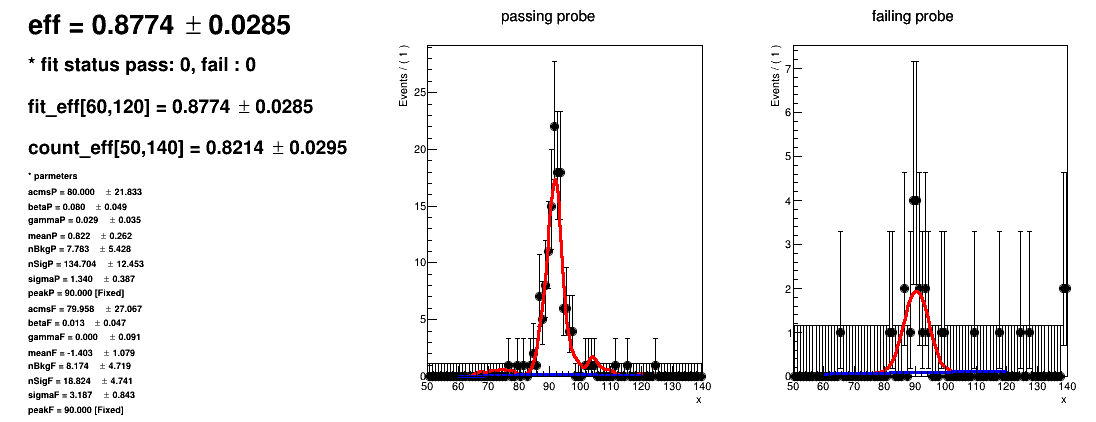 eff = 0.8774 ± 0.0285
* fit status pass: 0, fail : 0
fit_eff[60,120] = 0.8774 ± 0.0285
count_eff[50,140] = 0.8214 ± 0.0295
* parmeters
acmsP = 80.000 ± 21.833
betaP = 0.080 ± 0.049
gammaP = 0.029 ± 0.035
meanP = 0.822 ± 0.262
nBkgP = 7.783 ± 5.428
nSigP = 134.704 ± 12.453
sigmaP = 1.340 ± 0.387
peakP = 90.000 [Fixed]
acmsF = 79.958 ± 27.067
betaF = 0.013 ± 0.047
gammaF = 0.000 ± 0.091
meanF = -1.403 ± 1.079
nBkgF = 8.174 ± 4.719
nSigF = 18.824 ± 4.741
sigmaF = 3.187 ± 0.843
peakF = 90.000 [Fixed]
passing probe
Events / ( 1 )
25
20
15
10
5
0
50 60 70 80 90 100 110 120 130 140
x
failing probe
Events / ( 1 )
7
6
5
4
3
2
1
0
50 60 70 80 90 100 110 120 130 140
x